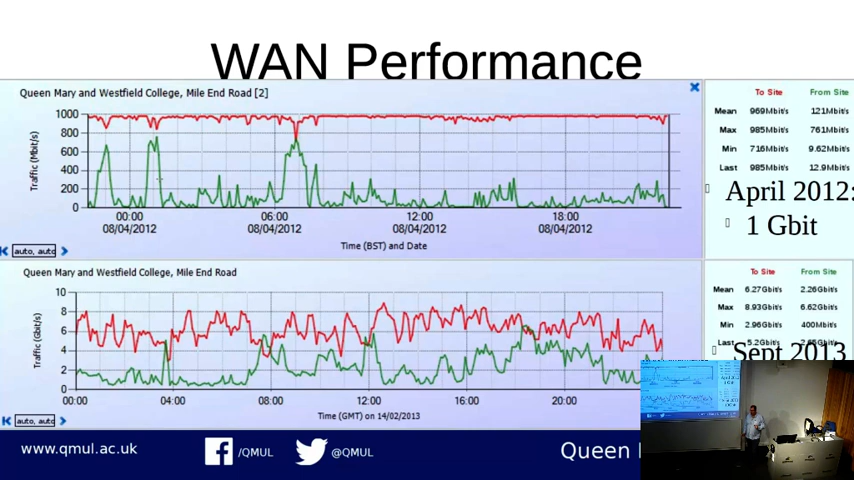 WAN Performance
Queen Mary and Westfield College, Mile End Road [2]
Traffic (Mbit/s)
1000
800
600
400
200
0
00:00 06:00 12:00 18:00
08/04/2012 08/04/2012 08/04/2012 08/04/2012
Time (BST) and Date
auto, auto
To Site From Site
Mean 969Mbit/s 121Mbit/s
Max 985Mbit/s 761Mbit/s
Min 716Mbit/s 9.62Mbit/s
Last 985Mbit/s 12.9Mbit/s
April 2012:
1 Gbit
Queen Mary and Westfield College, Mile End Road
Traffic (Gbit/s)
10
8
6
4
2
0
00:00 04:00 08:00 12:00 16:00 20:00
Time (GMT) on 14/02/2013
auto, auto
To Site From Site
Mean 6.27Gbit/s 2.26Gbit/s
Max 8.93Gbit/s 6.62Gbit/s
Min 2.96Gbit/s 400Mbit/s
Last 5.2Gbit/s
Sept 2013
www.qmul.ac.uk
/QMUL
@QMUL
Queen